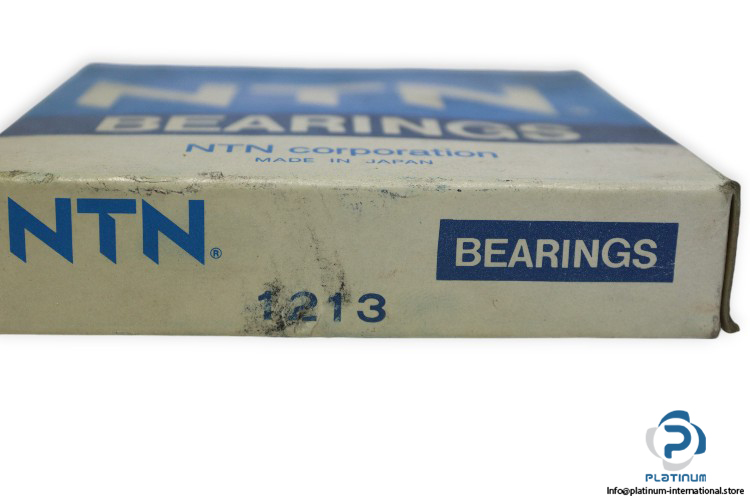 NTN®
BEARINGS
NTN corporation
MADE IN JAPAN
NTN®
BEARINGS
1213
PLATINUM
Info@platinum-international.store